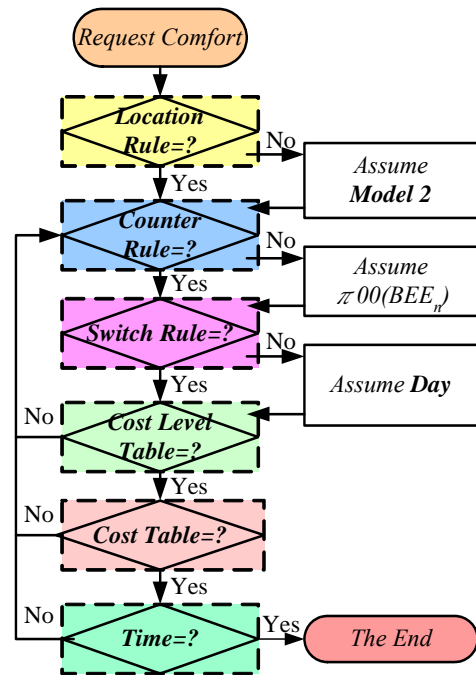 Request Comfort
Location
Rule=?
No
Yes
Assume
Model 2
Counter
Rule=?
No
Yes
Assume
π 00(BEEn)
Switch Rule=?
No
Yes
Assume Day
Cost Level
Table=?
No
Yes
Cost Table=?
No
Yes
Time=?
No
Yes
The End